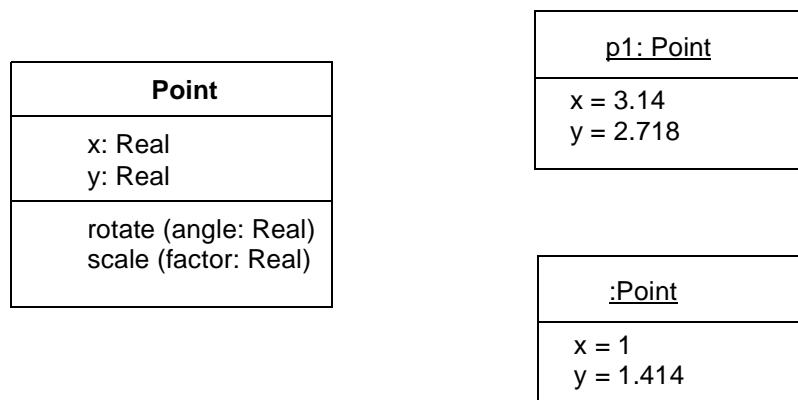 Point
x: Real
y: Real
rotate (angle: Real)
scale (factor: Real)
p1: Point
x = 3.14
y = 2.718
:Point
x = 1
y = 1.414